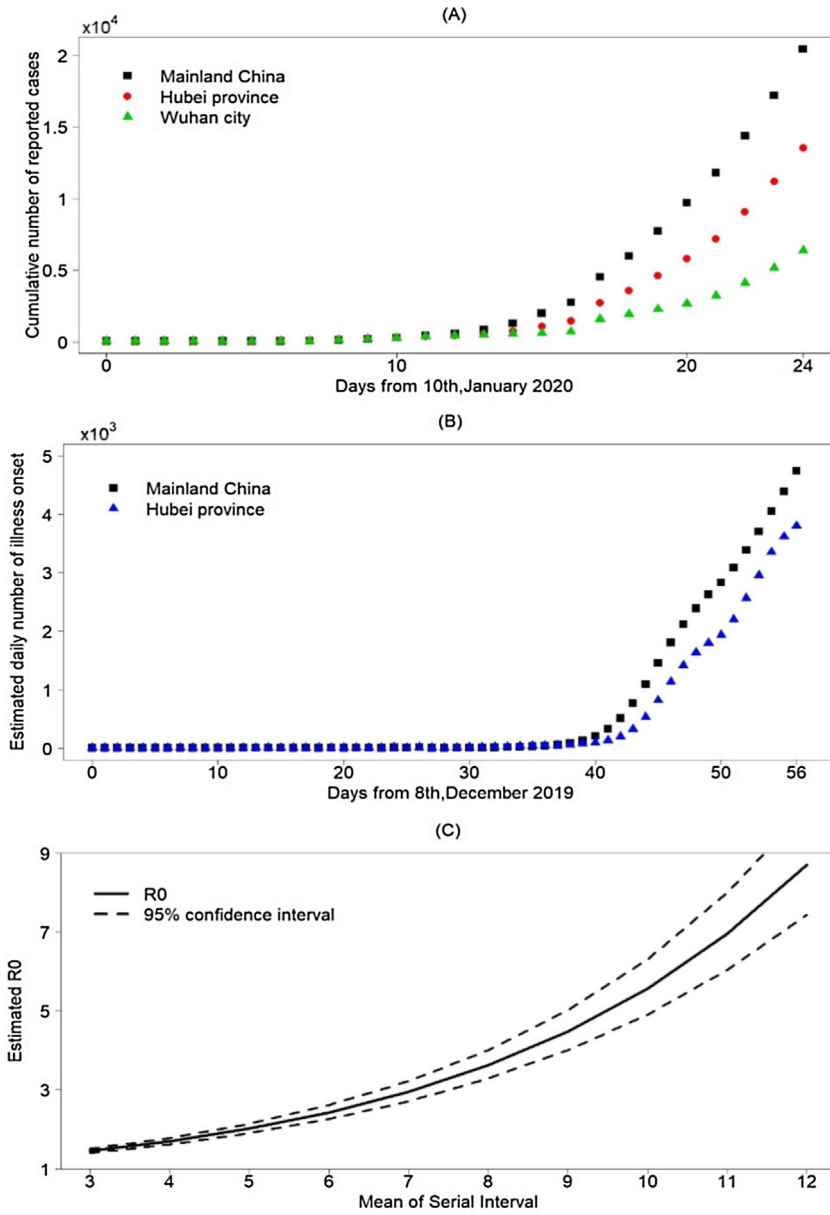 (A)
x10⁴
2
1.5
1
0.5
0
Mainland China
Hubei province
Wuhan city
Cumulative number of reported cases
0 10 20 24
Days from 10th,January 2020
(B)
x10³
5
4
3
2
1
0
Mainland China
Hubei province
Estimated daily number of illness onset
0 10 20 30 40 50 56
Days from 8th,December 2019
(C)
9
7
5
3
1
R0
95% confidence interval
Estimated R0
3 4 5 6 7 8 9 10 11 12
Mean of Serial Interval